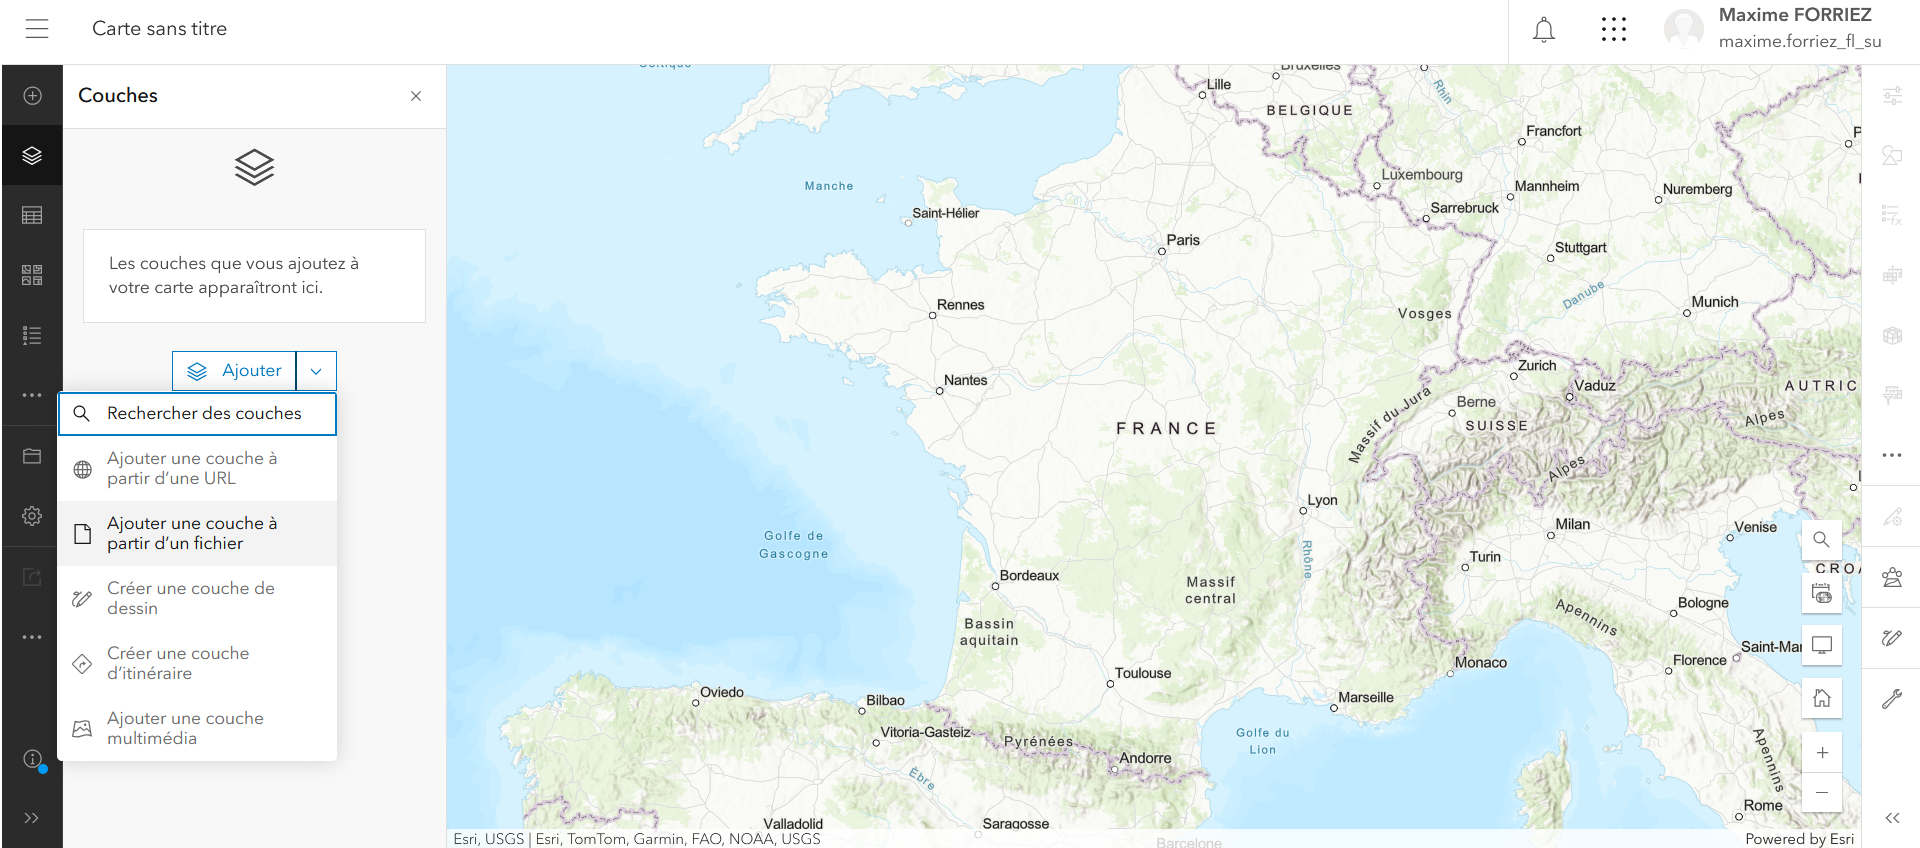 Carte sans titre
Maxime FORRIEZ
maxime.forriez_fl_su
Couches
Les couches que vous ajoutez à
votre carte apparaîtront ici.
Ajouter
Rechercher des couches
Ajouter une couche à
partir d’une URL
Ajouter une couche à
partir d’un fichier
Créer une couche de
dessin
Créer une couche
d’itinéraire
Ajouter une couche
multimédia
Celtique
Bruxelles
Lille
BELGIQUE
Rhin
Francfort
Manche
Luxembourg
Mannheim
Nuremberg
Saint-Hélier
Sarrebruck
Paris
Stuttgart
Danube
Munich
Rennes
Vosges
Zurich
Vaduz
AUTRIC
Nantes
Massif du Jura
Berne
SUISSE
Alpes
FRANCE
Alpes
Lyon
Milan
Venise
Golfe de
Gascogne
Rhône
Turin
CROA
Bordeaux
Massif
central
Bologne
Apennins
Bassin
aquitain
Saint-Mar
Florence
Monaco
Toulouse
Oviedo
Bilbao
Marseille
Vitoria-Gasteiz
Pyrénées
Golfe du
Lion
Andorre
Apennins
Èbre
Rome
Valladolid
Saragosse
Barcelone
Esri, USGS | Esri, TomTom, Garmin, FAO, NOAA, USGS
Powered by Esri